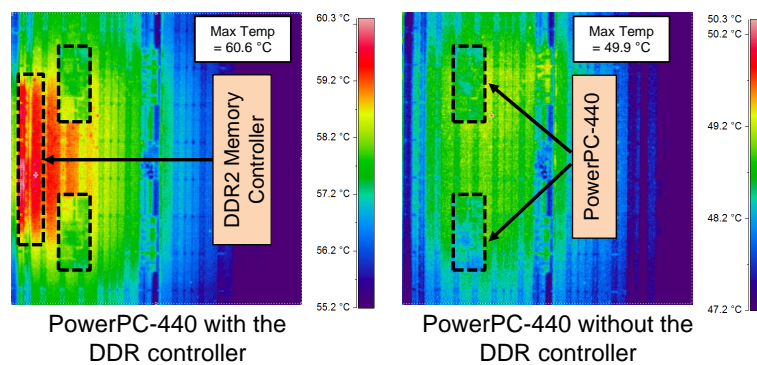 Max Temp
= 60.6 °C
60.3 °C
59.2 °C
58.2 °C
57.2 °C
56.2 °C
55.2 °C
DDR2 Memory
Controller
PowerPC-440 with the
DDR controller
Max Temp
= 49.9 °C
50.3 °C
50.2 °C
49.2 °C
48.2 °C
47.2 °C
PowerPC-440
PowerPC-440 without the
DDR controller